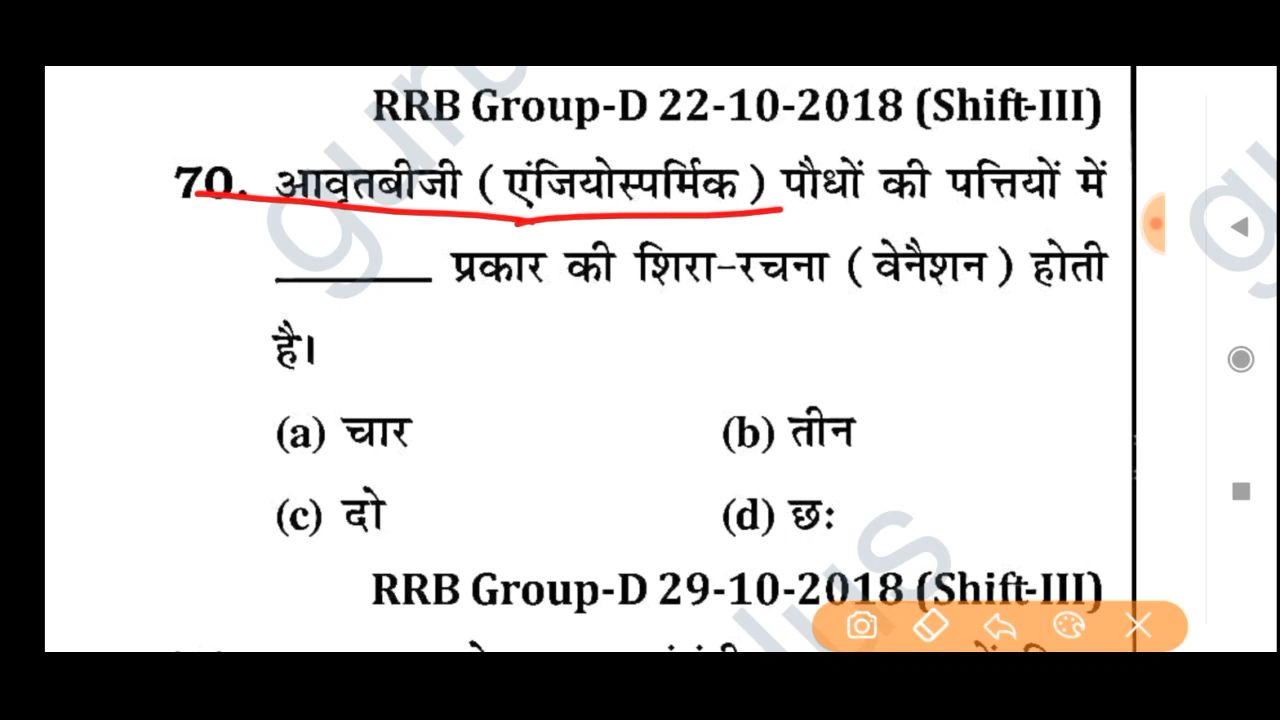 RRB Group-D 22-10-2018 (Shift-III)
70. आवृतबीजी (एंजियोस्पर्मिक) पौधों की पत्तियों में
_______ प्रकार की शिरा-रचना (वेनैशन) होती
है।
(a) चार (b) तीन
(c) दो (d) छः
RRB Group-D 29-10-2018 (Shift-III)